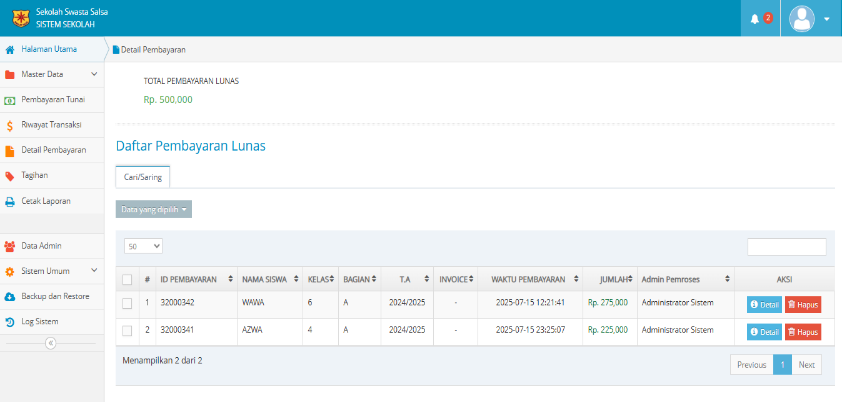 Sekolah Swasta Salsa
SISTEM SEKOLAH
2
Halaman Utama
Master Data
Pembayaran Tunai
Riwayat Transaksi
Detail Pembayaran
Tagihan
Cetak Laporan
Data Admin
Sistem Umum
Backup dan Restore
Log Sistem
Detail Pembayaran
TOTAL PEMBAYARAN LUNAS
Rp. 500,000
Daftar Pembayaran Lunas
Cari/Saring
Data yang dipilih
50
# ID PEMBAYARAN NAMA SISWA KELAS BAGIAN T.A INVOICE WAKTU PEMBAYARAN JUMLAH Admin Pemroses AKSI
1 32000342 WAWA 6 A 2024/2025 - 2025-07-15 12:21:41 Rp. 275,000 Administrator Sistem Detail Hapus
2 32000341 AZWA 4 A 2024/2025 - 2025-07-15 23:25:07 Rp. 225,000 Administrator Sistem Detail Hapus
Menampilkan 2 dari 2
Previous 1 Next